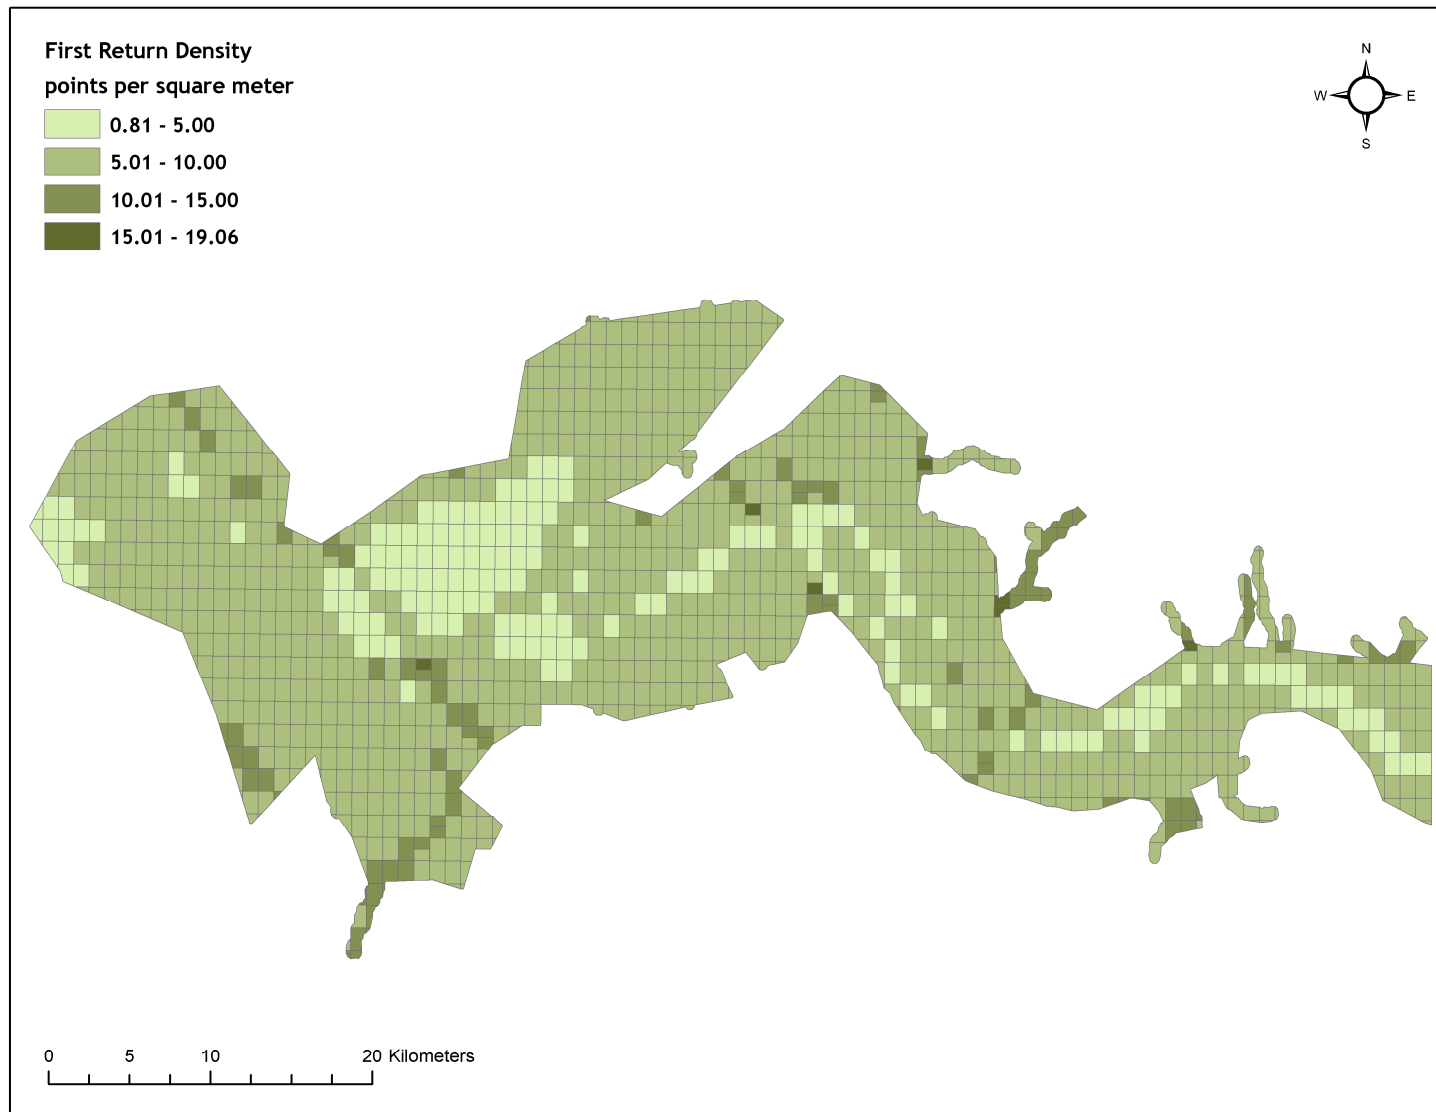 First Return Density
points per square meter
0.81 - 5.00
5.01 - 10.00
10.01 - 15.00
15.01 - 19.06
N
W E
S
0 5 10 20 Kilometers